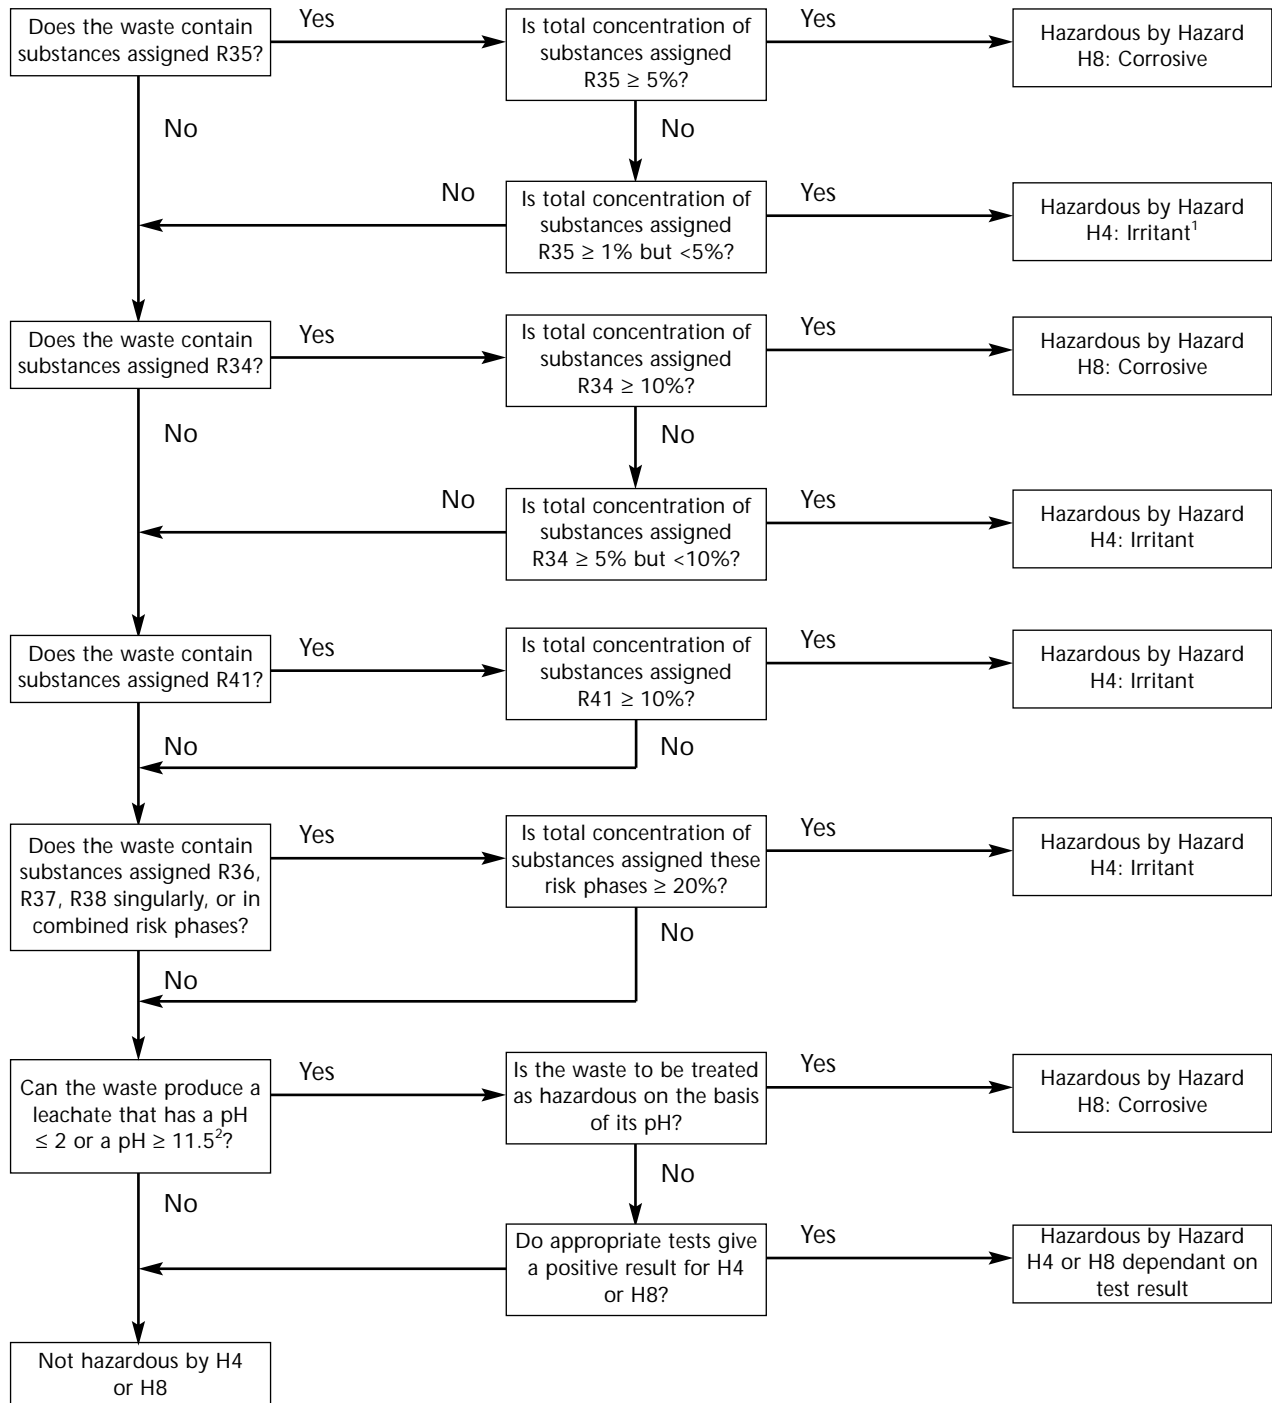 Does the waste contain
substances assigned R35?
Yes
Is total concentration of
substances assigned
R35 ≥ 5%?
Yes
Hazardous by Hazard
H8: Corrosive
No
No
No
Is total concentration of
substances assigned
R35 ≥ 1% but <5%?
Yes
Hazardous by Hazard
H4: Irritant¹
Does the waste contain
substances assigned R34?
Yes
Is total concentration of
substances assigned
R34 ≥ 10%?
Yes
Hazardous by Hazard
H8: Corrosive
No
No
No
Is total concentration of
substances assigned
R34 ≥ 5% but <10%?
Yes
Hazardous by Hazard
H4: Irritant
Does the waste contain
substances assigned R41?
Yes
Is total concentration of
substances assigned
R41 ≥ 10%?
Yes
Hazardous by Hazard
H4: Irritant
No
No
Does the waste contain
substances assigned R36,
R37, R38 singularly, or in
combined risk phases?
Yes
Is total concentration of
substances assigned these
risk phases ≥ 20%?
Yes
Hazardous by Hazard
H4: Irritant
No
No
Can the waste produce a
leachate that has a pH
≤ 2 or a pH ≥ 11.5²?
Yes
Is the waste to be treated
as hazardous on the basis
of its pH?
Yes
Hazardous by Hazard
H8: Corrosive
No
No
Do appropriate tests give
a positive result for H4
or H8?
Yes
Hazardous by Hazard
H4 or H8 dependant on
test result
Not hazardous by H4
or H8